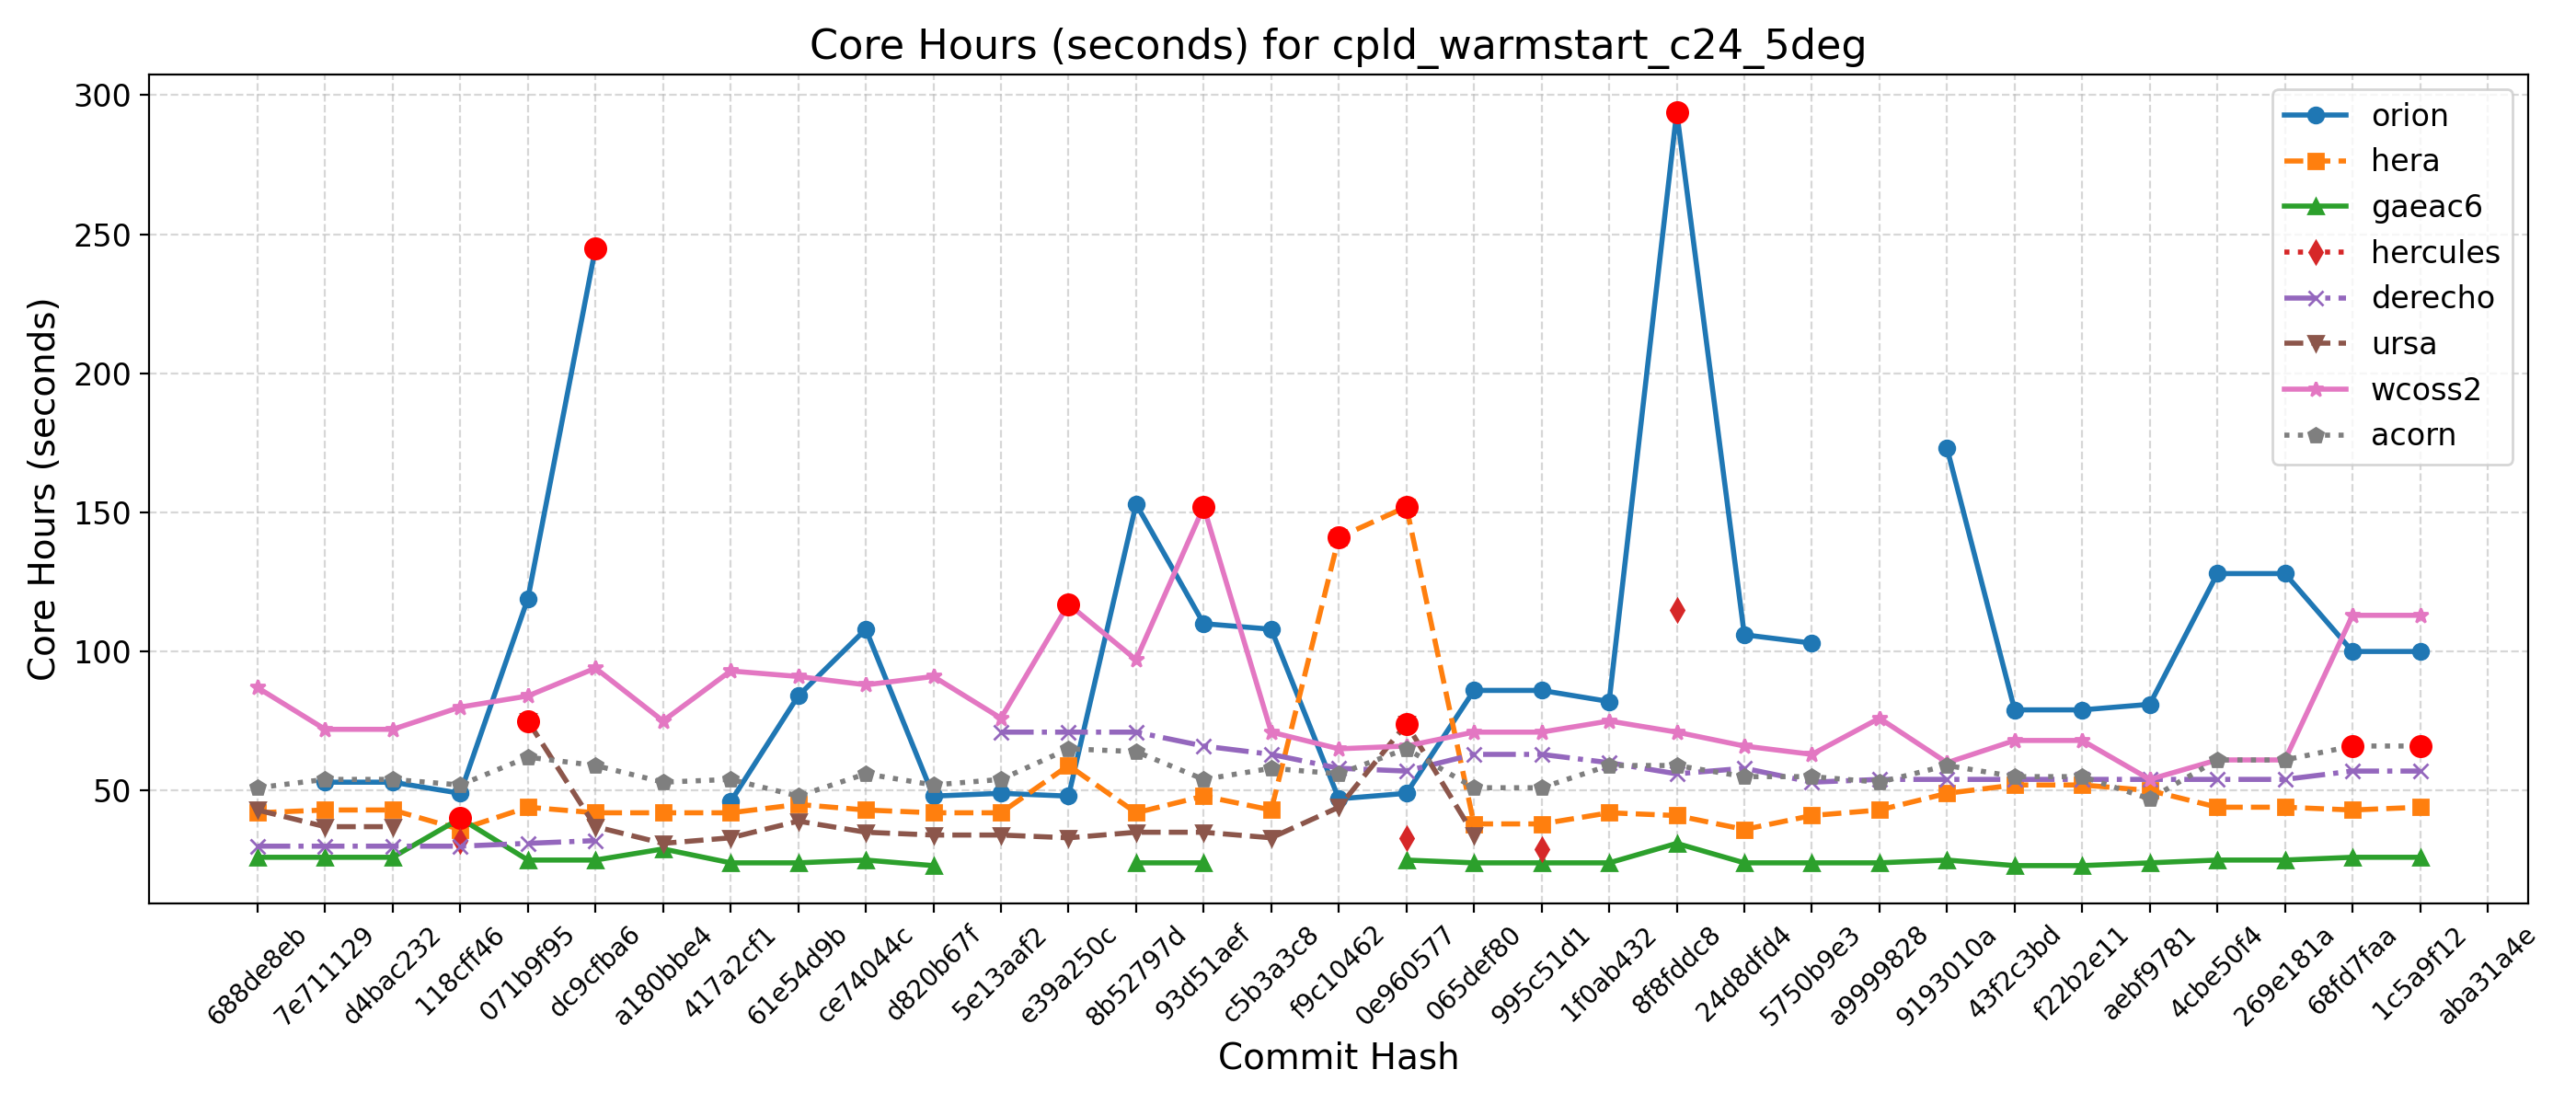 Core Hours (seconds) for cpld_warmstart_c24_5deg
Core Hours (seconds)
300
250
200
150
100
50
orion
hera
gaeac6
hercules
derecho
ursa
wcoss2
acorn
688de8eb
7e711129
d4bac232
118cff46
071b9f95
dc9cfba6
a180bbe4
417a2cf1
61e54d9b
ce74044c
d820b67f
5e13aaf2
e39a250c
8b52797d
93d51aef
c5b3a3c8
f9c10462
0e960577
065def80
995c51d1
1f0ab432
8f8fddc8
24d8dfd4
5750b9e3
a9999828
9193010a
43f2c3bd
f22b2e11
aebf9781
4cbe50f4
269e181a
68fd7faa
1c5a9f12
aba31a4e
Commit Hash